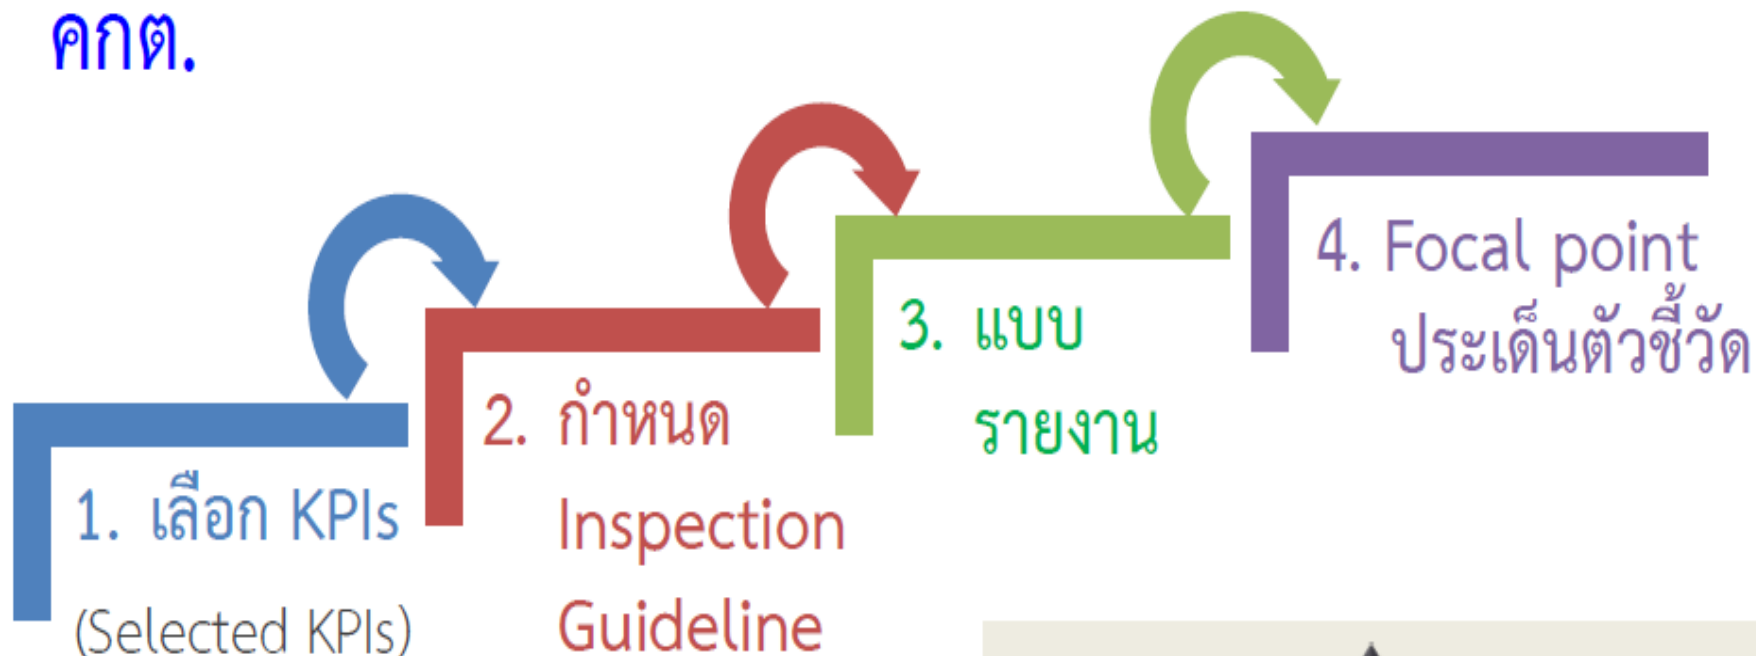 คกต.
1. เลือก KPIs
(Selected KPIs)
2. กำหนด
Inspection
Guideline
3. แบบ
รายงาน
4. Focal point
ประเด็นตัวชี้วัด